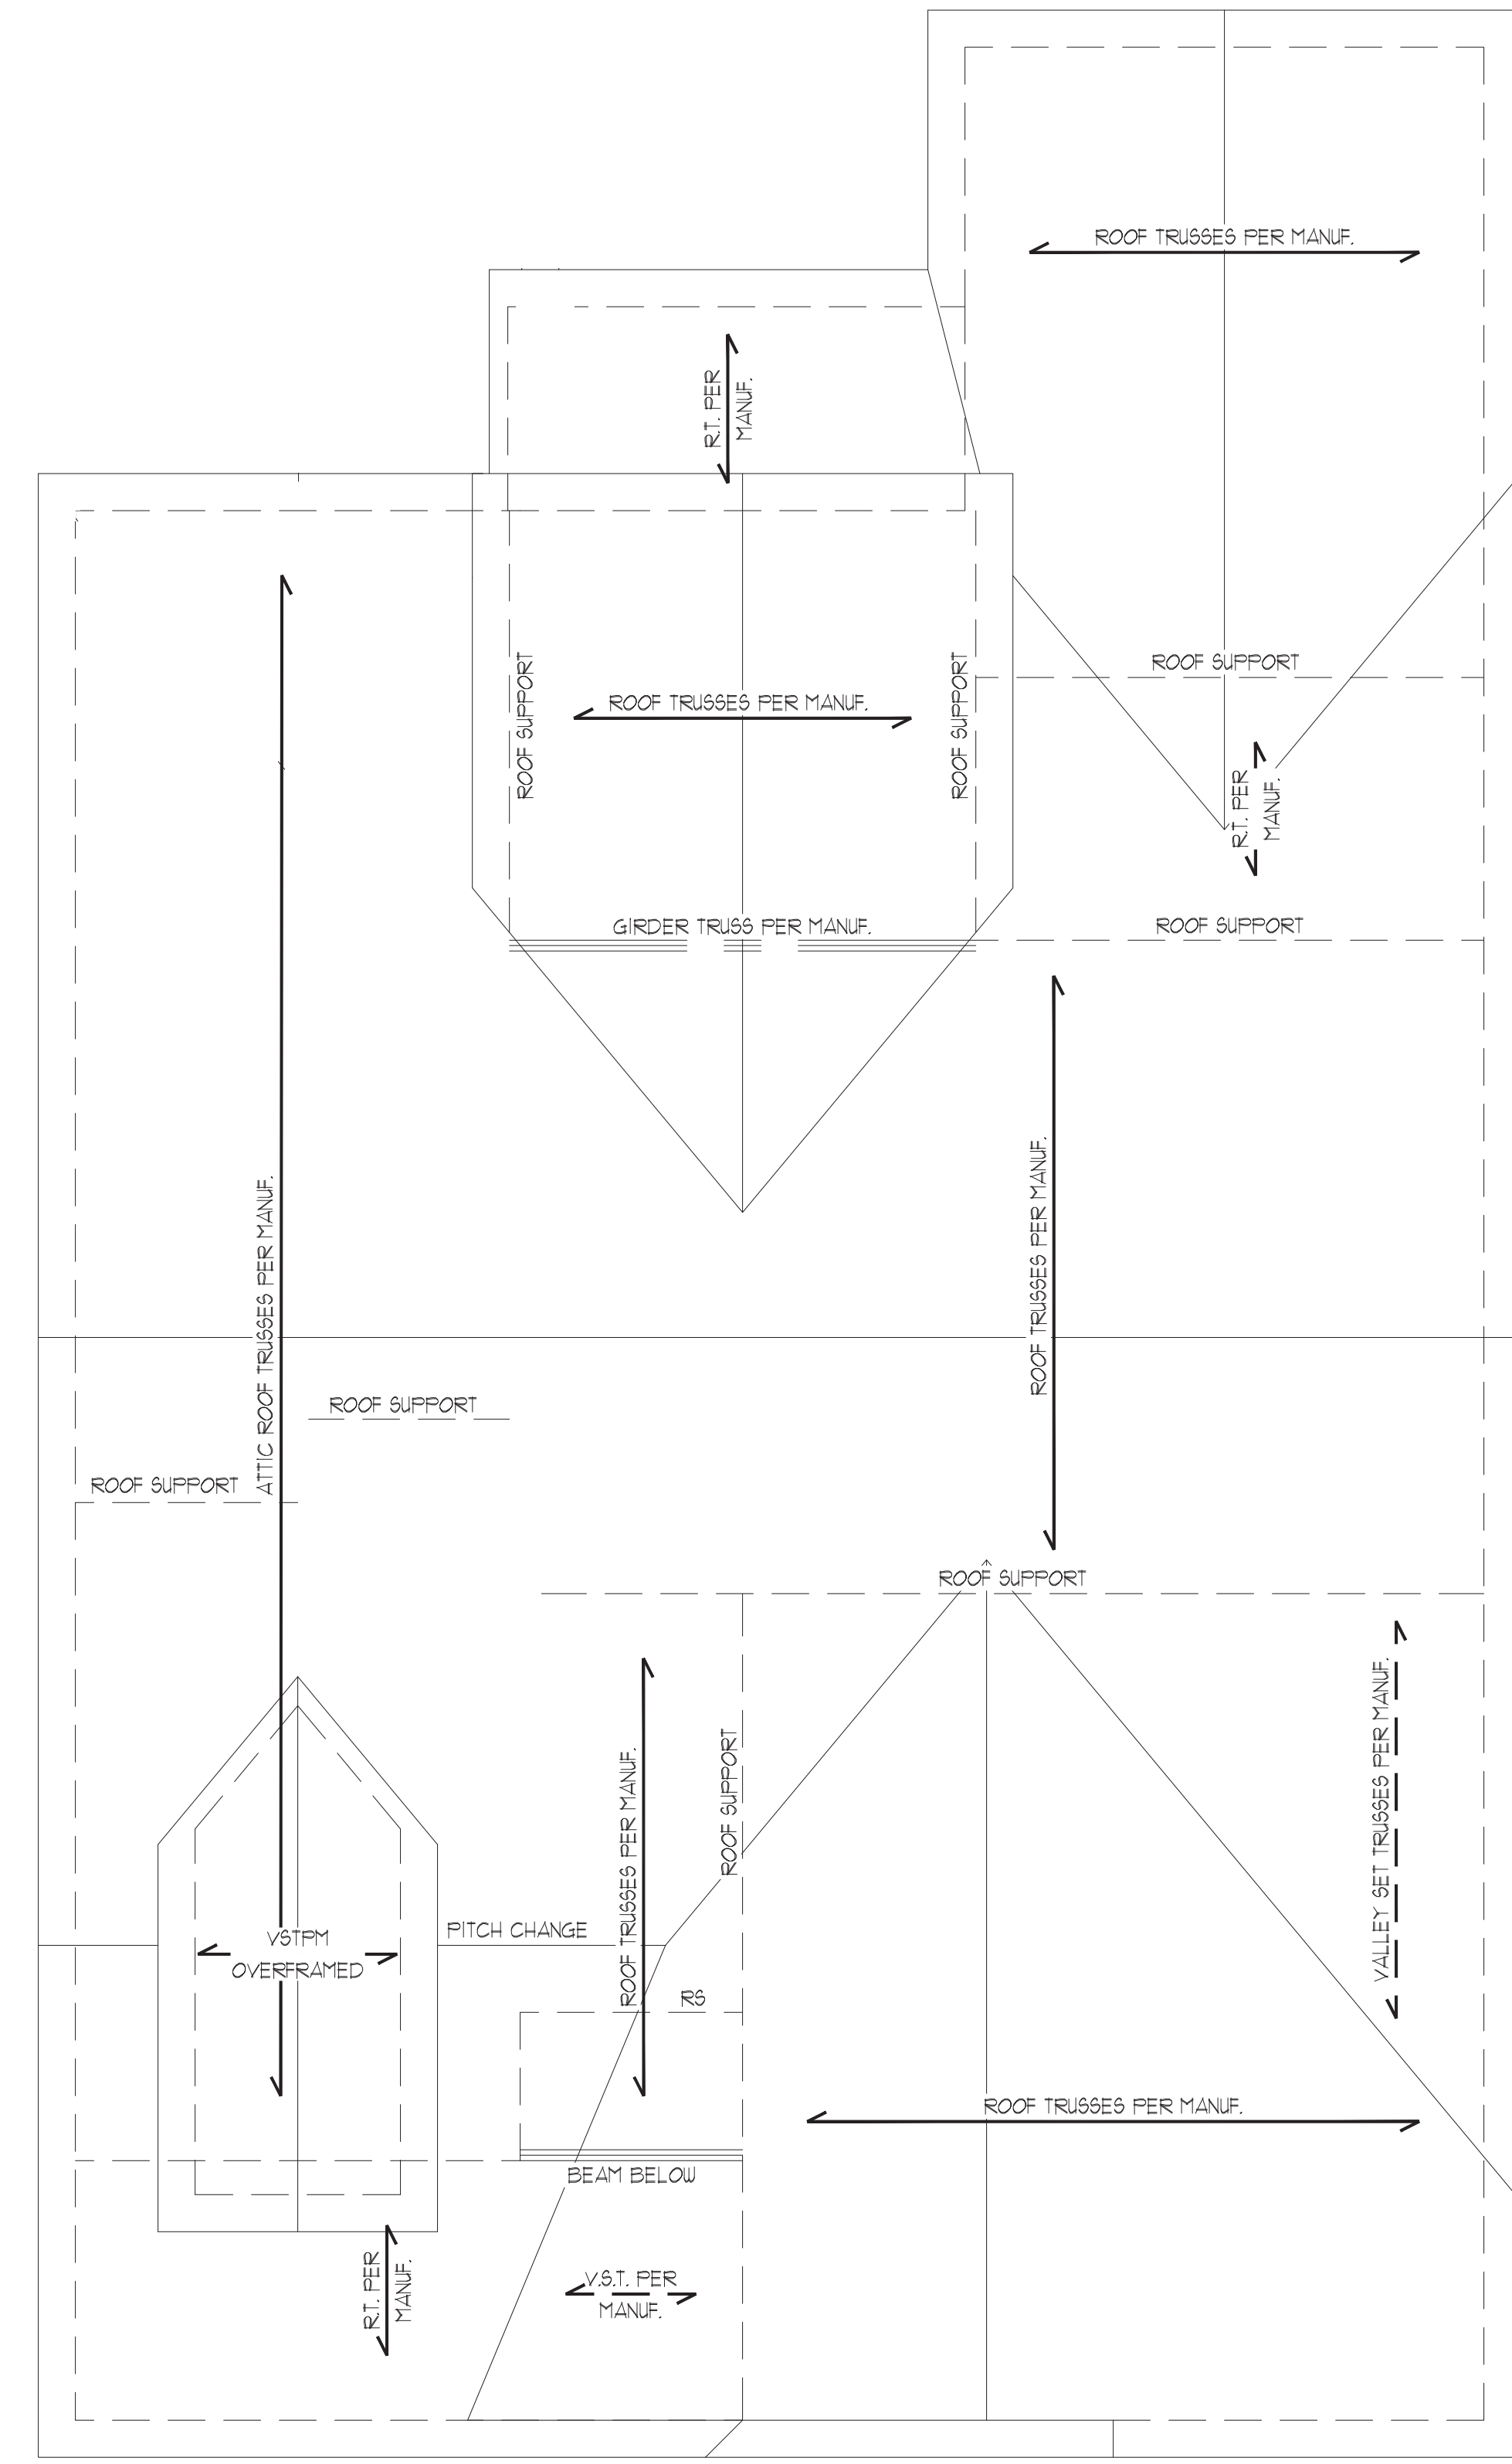 ROOF TRUSSES PER MANUF.
R.T. PER
MANUF.
ROOF SUPPORT
ROOF SUPPORT
ROOF SUPPORT
ROOF TRUSSES PER MANUF.
R.T. PER
MANUF.
GIRDER TRUSS PER MANUF.
ROOF SUPPORT
ATTIC ROOF TRUSSES PER MANUF.
ROOF TRUSSES PER MANUF.
ROOF SUPPORT
ROOF SUPPORT
ROOF SUPPORT
ROOF TRUSSES PER MANUF.
ROOF SUPPORT
VALLEY SET TRUSSES PER MANUF.
PITCH CHANGE
VSTPM
OVERFRAMED
RS
ROOF TRUSSES PER MANUF.
BEAM BELOW
R.T. PER
MANUF.
V.S.T. PER
MANUF.